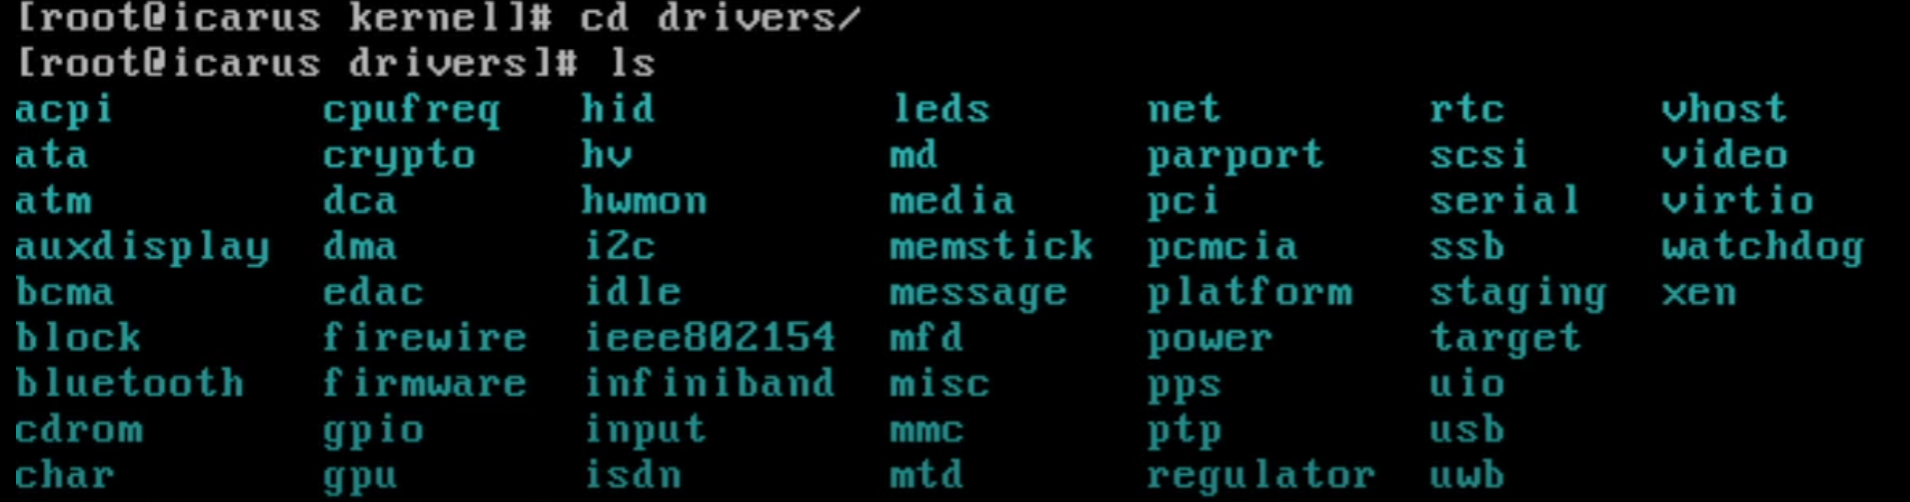 [root@icarus kernel]# cd drivers/
[root@icarus drivers]# ls
acpi cpufreq hid leds net rtc vhost
ata crypto hv md parport scsi video
atm dca hwmon media pci serial virtio
auxdisplay dma i2c memstick pcmcia ssb watchdog
bcma edac idle message platform staging xen
block firewire ieee802154 mfd power target
bluetooth firmware infiniband misc pps uio
cdrom gpio input mmc ptp usb
char gpu isdn mtd regulator uwb